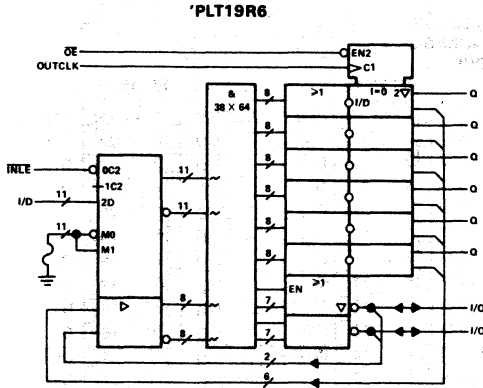 'PLT19R6
OE
EN2
OUTCLK
C1
&
38 X 64
8
≥1
I=0
2▽
I/D
Q
8
Q
8
Q
8
Q
8
Q
8
Q
INLE
0C2
1C2
11
11
I/D
11
2D
11
M0
M1
EN
≥1
8
7
▽
I/O
8
7
I/O
2
6